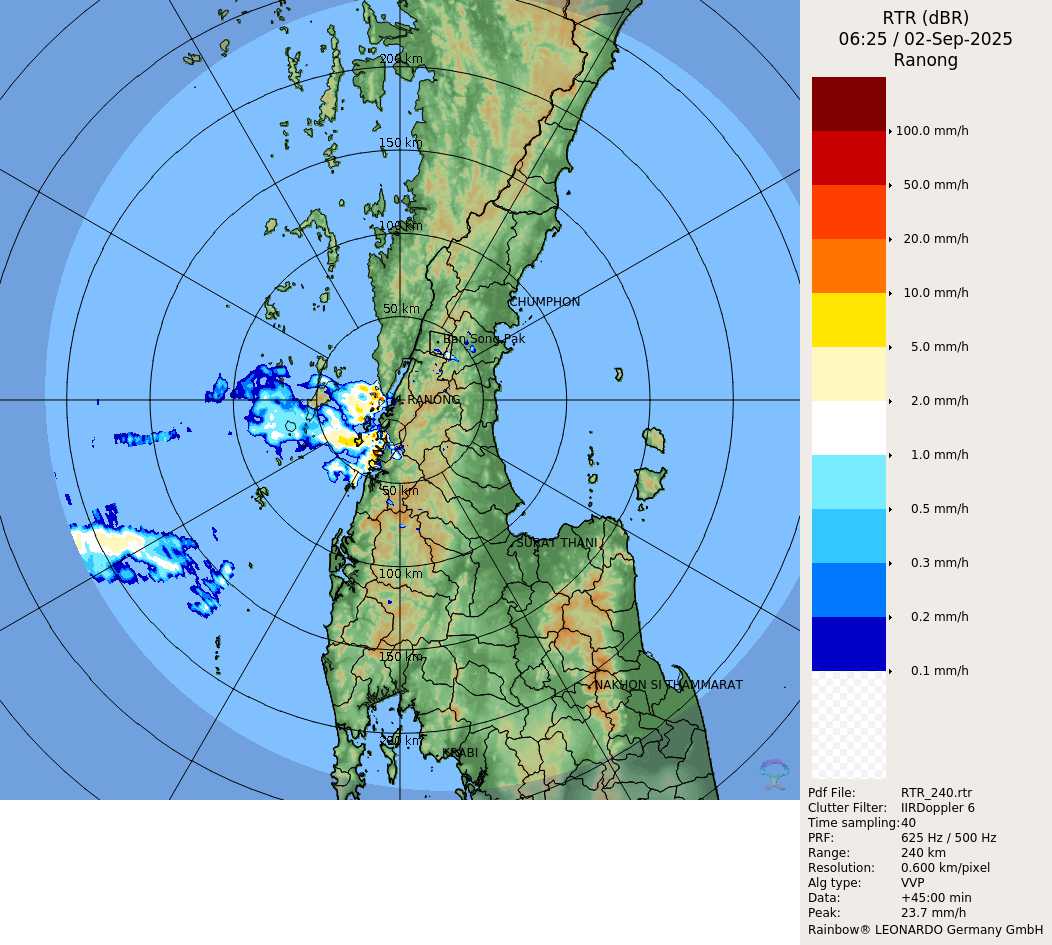 RTR (dBR)
06:25 / 02-Sep-2025
Ranong
200 km
150 km
100 km
50 km
CHUMPHON
Ban Song Pak
RANONG
50 km
SURAT THANI
100 km
150 km
NAKHON SI THAMMARAT
200 km
KRABI
100.0 mm/h
50.0 mm/h
20.0 mm/h
10.0 mm/h
5.0 mm/h
2.0 mm/h
1.0 mm/h
0.5 mm/h
0.3 mm/h
0.2 mm/h
0.1 mm/h
Pdf File: RTR_240.rtr
Clutter Filter: IIRDoppler 6
Time sampling:40
PRF: 625 Hz / 500 Hz
Range: 240 km
Resolution: 0.600 km/pixel
Alg type: VVP
Data: +45:00 min
Peak: 23.7 mm/h
Rainbow® LEONARDO Germany GmbH